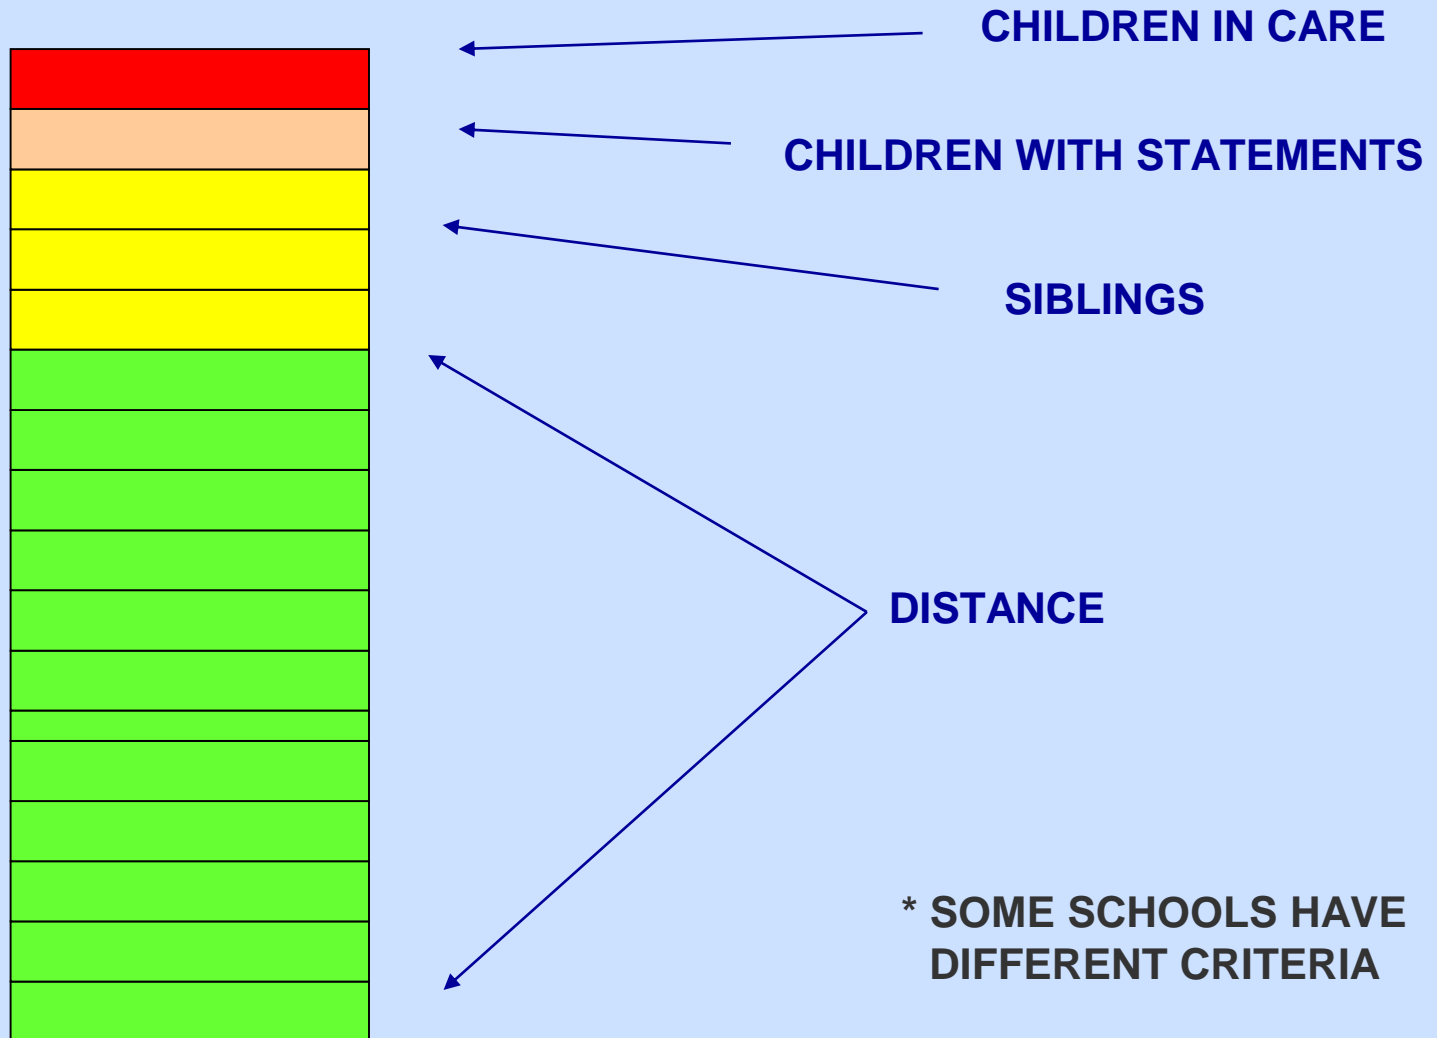 CHILDREN IN CARE
CHILDREN WITH STATEMENTS
SIBLINGS
DISTANCE
* SOME SCHOOLS HAVE
DIFFERENT CRITERIA